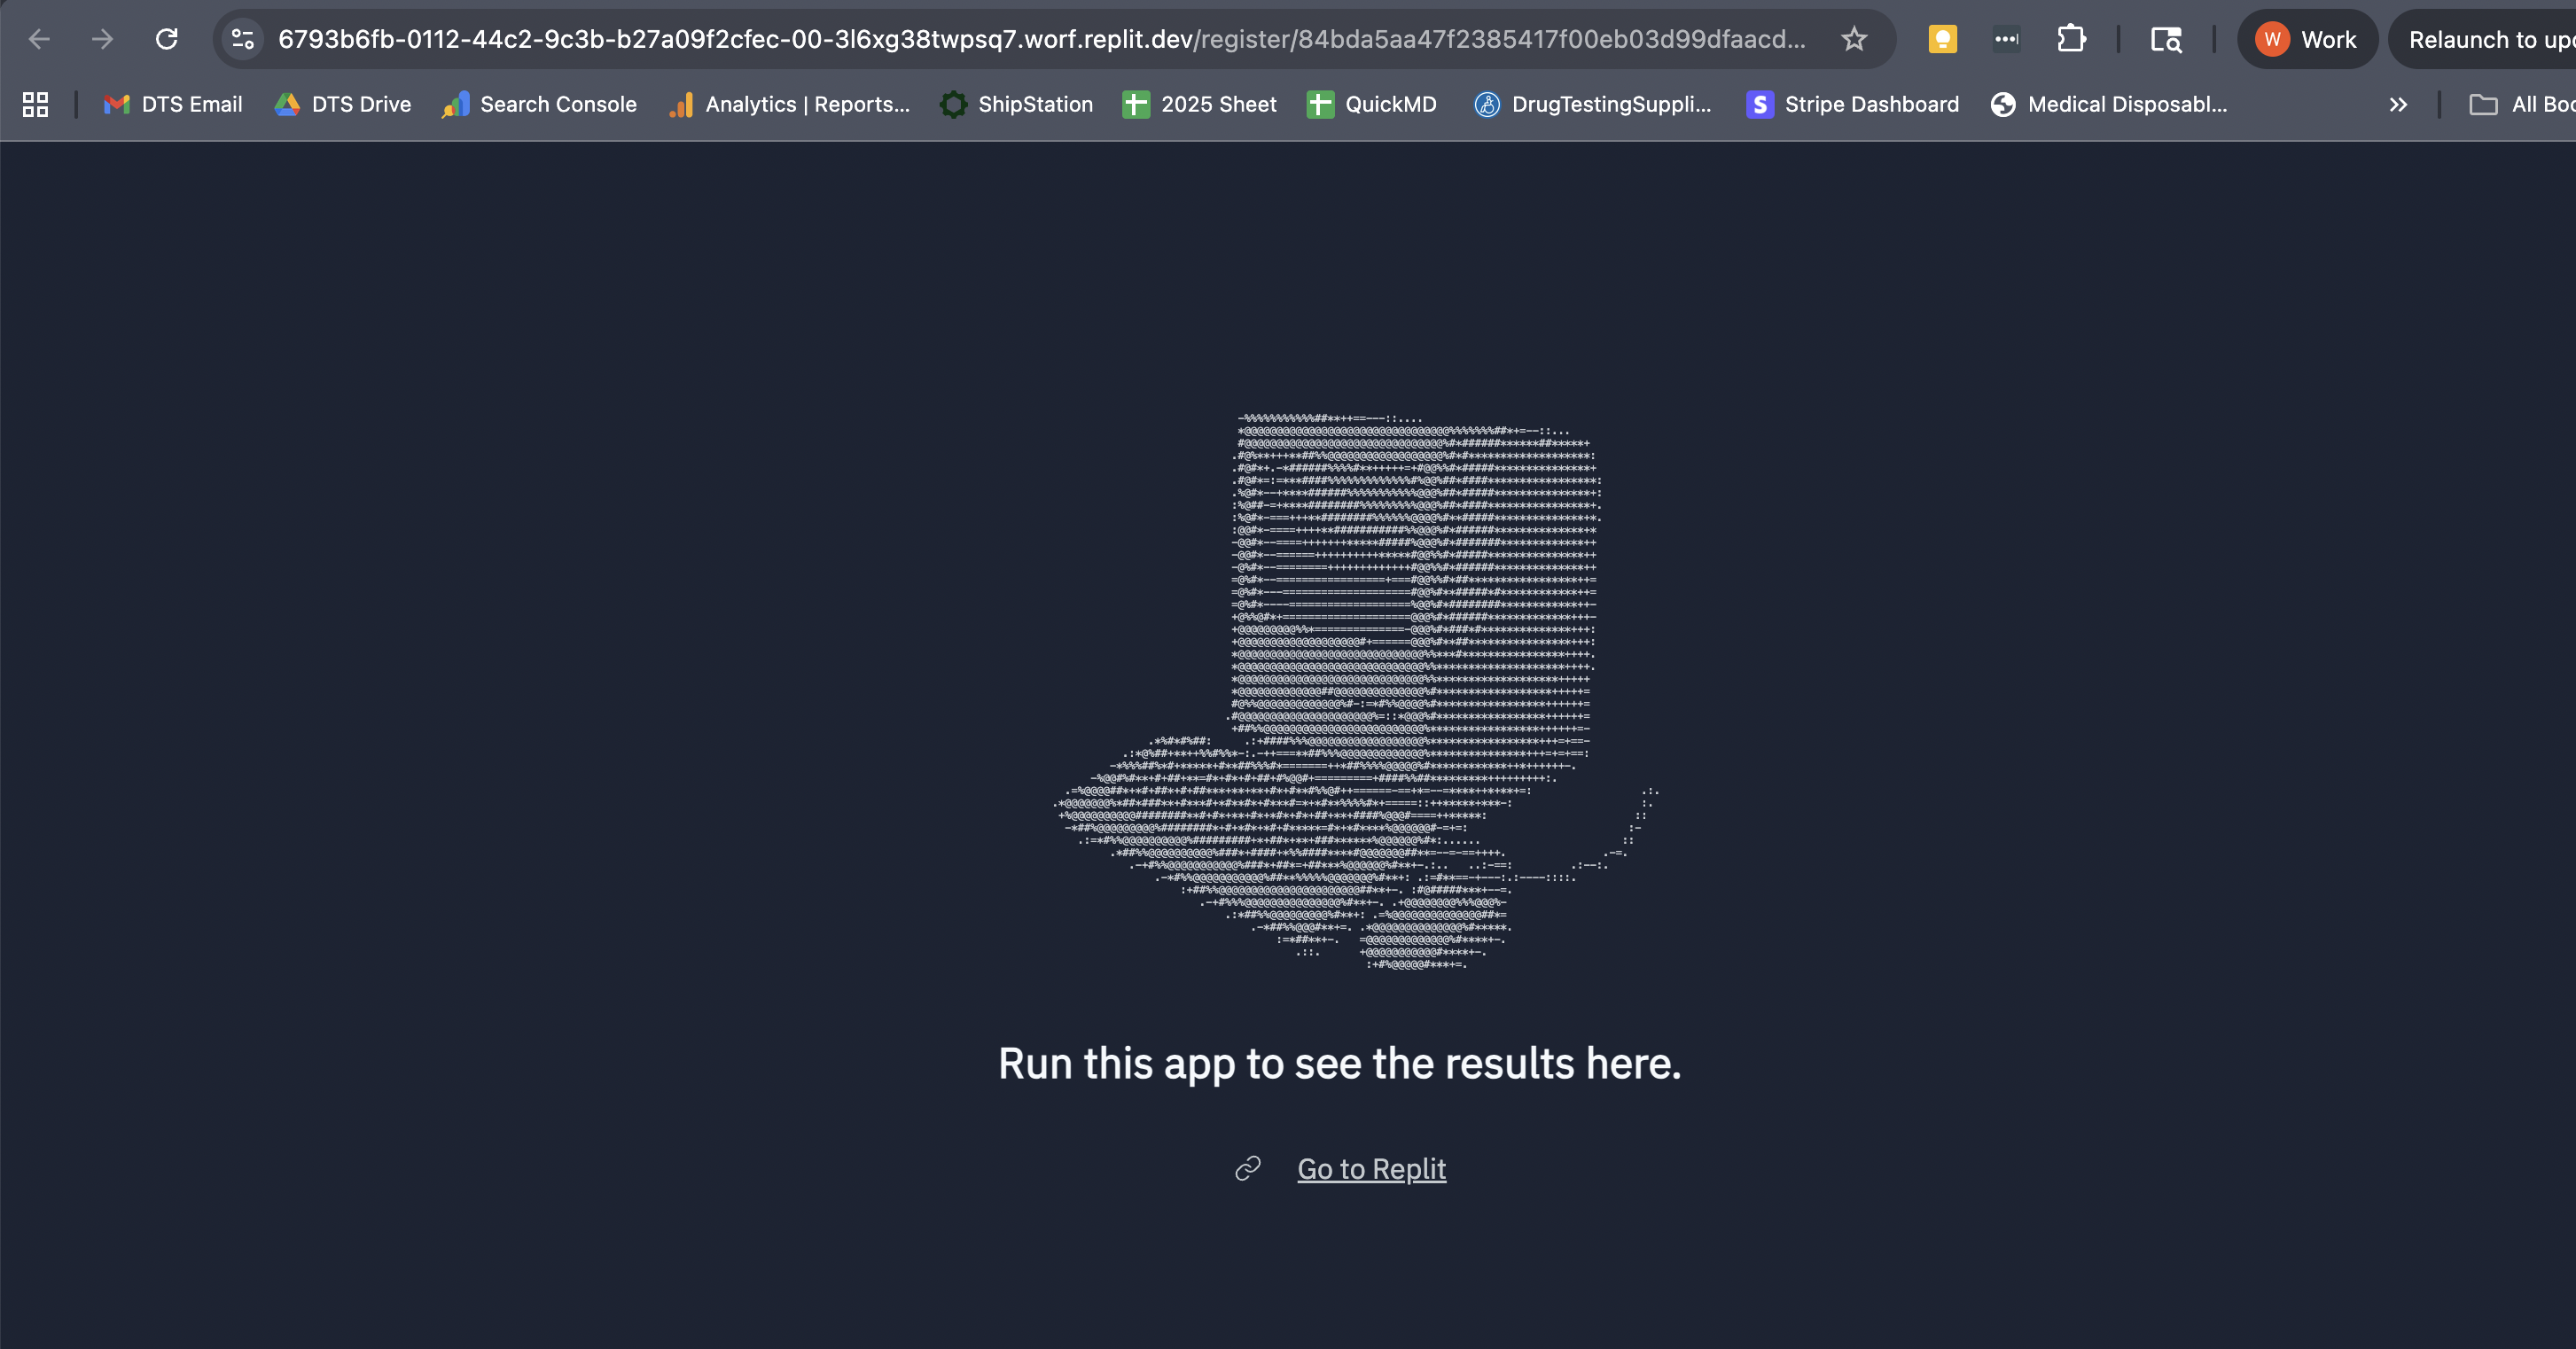 6793b6fb-0112-44c2-9c3b-b27a09f2cfec-00-3l6xg38twpsq7.worf.replit.dev/register/84bda5aa47f2385417f00eb03d99dfaacd...
W Work
Relaunch to up
DTS Email
DTS Drive
Search Console
Analytics | Reports...
ShipStation
2025 Sheet
QuickMD
DrugTestingSuppli...
S Stripe Dashboard
Medical Disposabl...
All Boo
Run this app to see the results here.
Go to Replit